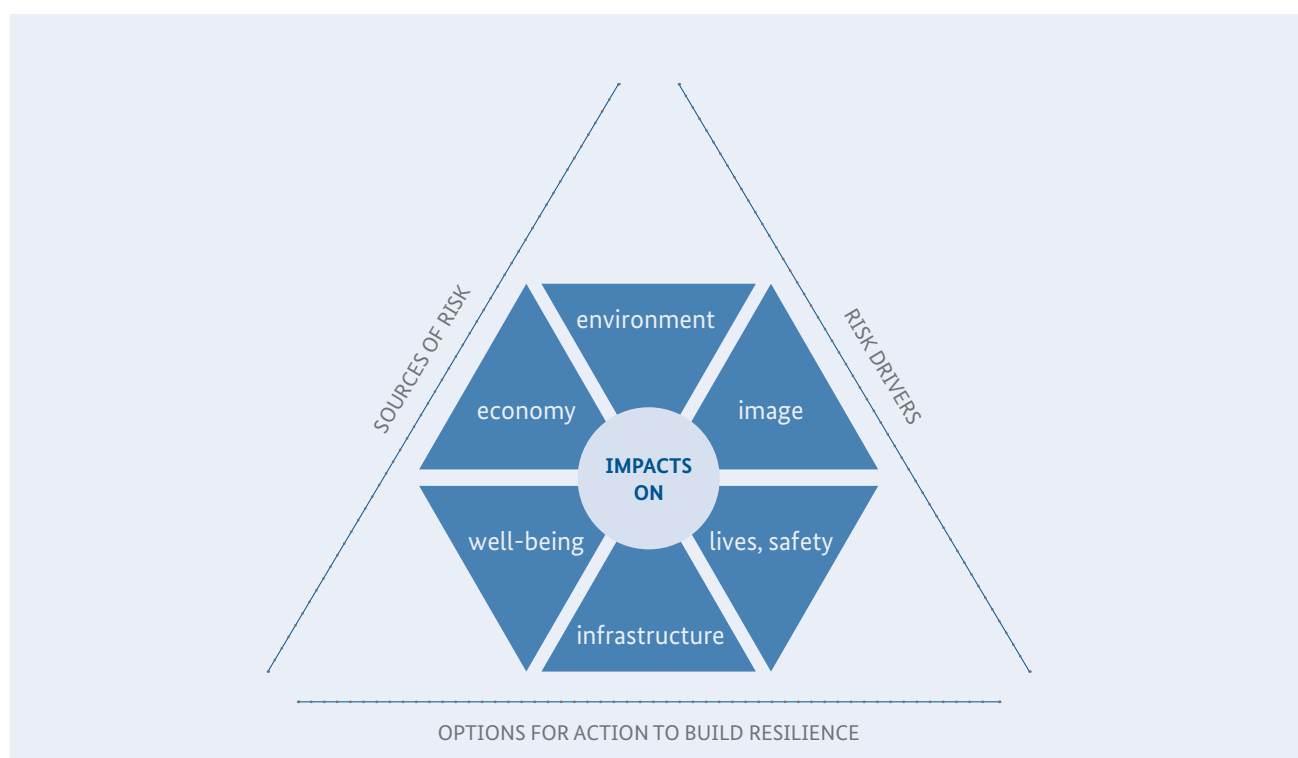 SOURCES OF RISK
RISK DRIVERS
environment
economy
image
IMPACTS
ON
well-being
lives, safety
infrastructure
OPTIONS FOR ACTION TO BUILD RESILIENCE